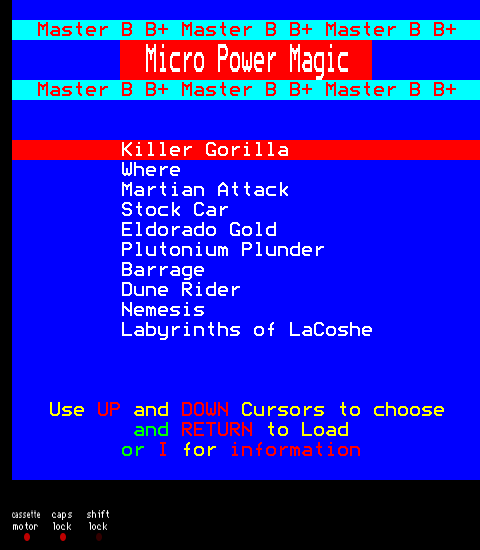 Master B B+ Master B B+ Master B B+
Micro Power Magic
Master B B+ Master B B+ Master B B+
Killer Gorilla
Where
Martian Attack
Stock Car
Eldorado Gold
Plutonium Plunder
Barrage
Dune Rider
Nemesis
Labyrinths of LaCoshe
Use UP and DOWN Cursors to choose
and RETURN to Load
or I for information
cassette caps shift
motor lock lock